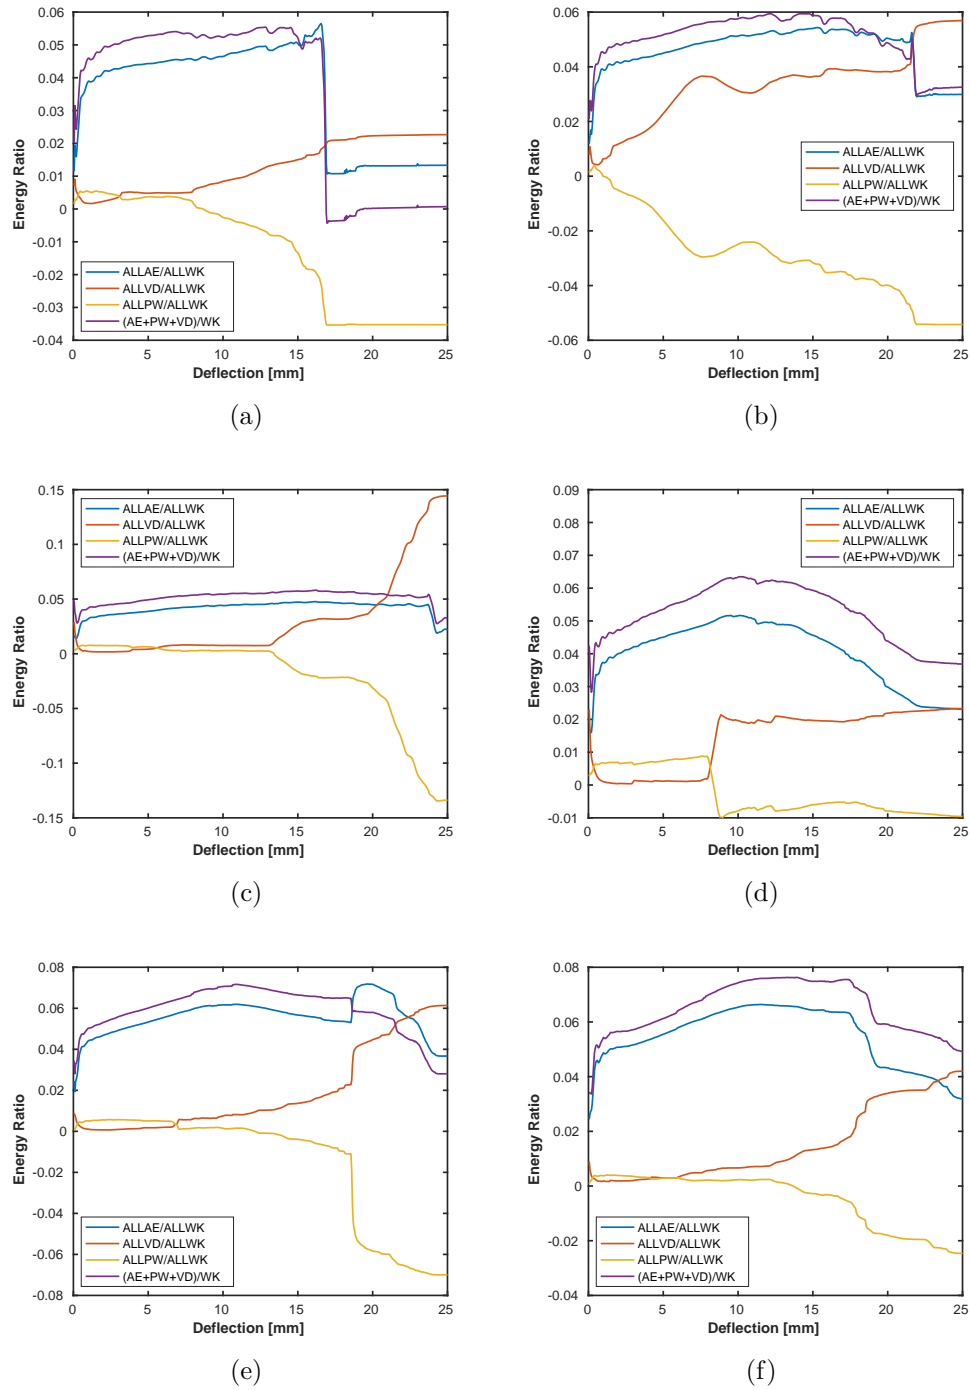 0.06
0.05
0.04
0.03
0.02
0.01
0
-0.01
-0.02
-0.03
-0.04
Energy Ratio
ALLAE/ALLWK
ALLVD/ALLWK
ALLPW/ALLWK
(AE+PW+VD)/WK
0 5 10 15 20 25
Deflection [mm]
(a)
0.06
0.04
0.02
0
-0.02
-0.04
-0.06
Energy Ratio
ALLAE/ALLWK
ALLVD/ALLWK
ALLPW/ALLWK
(AE+PW+VD)/WK
0 5 10 15 20 25
Deflection [mm]
(b)
0.15
0.1
0.05
0
-0.05
-0.1
-0.15
Energy Ratio
ALLAE/ALLWK
ALLVD/ALLWK
ALLPW/ALLWK
(AE+PW+VD)/WK
0 5 10 15 20 25
Deflection [mm]
(c)
0.09
0.08
0.07
0.06
0.05
0.04
0.03
0.02
0.01
0
-0.01
Energy Ratio
ALLAE/ALLWK
ALLVD/ALLWK
ALLPW/ALLWK
(AE+PW+VD)/WK
0 5 10 15 20 25
Deflection [mm]
(d)
0.08
0.06
0.04
0.02
0
-0.02
-0.04
-0.06
-0.08
Energy Ratio
ALLAE/ALLWK
ALLVD/ALLWK
ALLPW/ALLWK
(AE+PW+VD)/WK
0 5 10 15 20 25
Deflection [mm]
(e)
0.08
0.06
0.04
0.02
0
-0.02
-0.04
Energy Ratio
ALLAE/ALLWK
ALLVD/ALLWK
ALLPW/ALLWK
(AE+PW+VD)/WK
0 5 10 15 20 25
Deflection [mm]
(f)